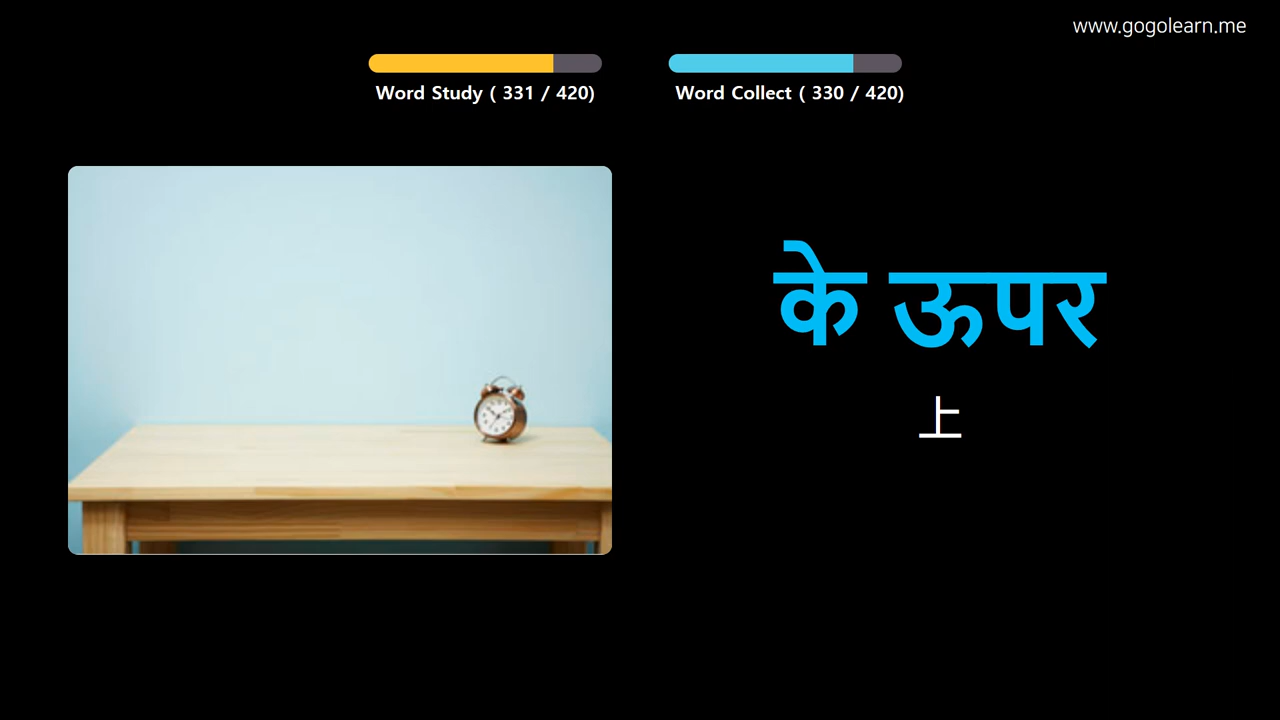 www.gogolearn.me
Word Study ( 331 / 420)
Word Collect ( 330 / 420)
के ऊपर
上